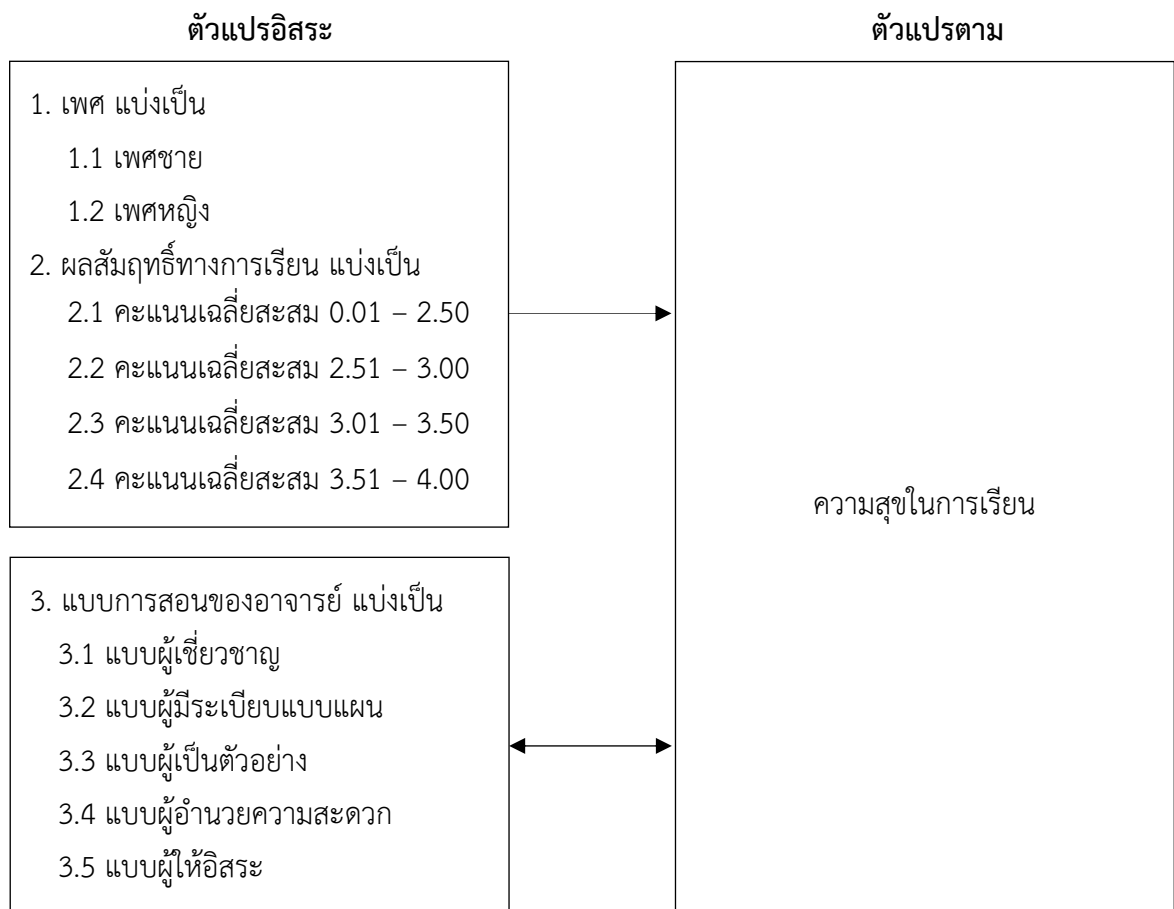 ตัวแปรอิสระ
ตัวแปรตาม
1. เพศ แบ่งเป็น
1.1 เพศชาย
1.2 เพศหญิง
2. ผลสัมฤทธิ์ทางการเรียน แบ่งเป็น
2.1 คะแนนเฉลี่ยสะสม 0.01 – 2.50
2.2 คะแนนเฉลี่ยสะสม 2.51 – 3.00
2.3 คะแนนเฉลี่ยสะสม 3.01 – 3.50
2.4 คะแนนเฉลี่ยสะสม 3.51 – 4.00
3. แบบการสอนของอาจารย์ แบ่งเป็น
3.1 แบบผู้เชี่ยวชาญ
3.2 แบบผู้มีระเบียบแบบแผน
3.3 แบบผู้เป็นตัวอย่าง
3.4 แบบผู้อำนวยความสะดวก
3.5 แบบผู้ให้อิสระ
ความสุขในการเรียน